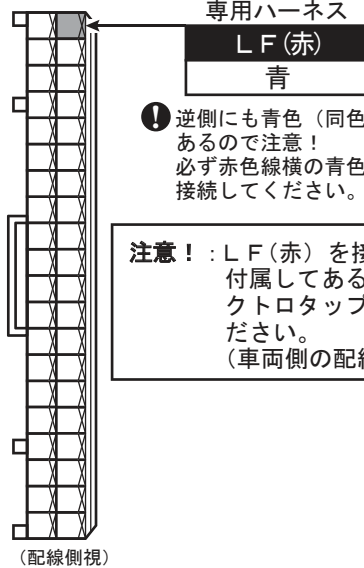 専用ハーネス
ＬＦ(赤)
青
逆側にも青色（同色
あるので注意！
必ず赤色線横の青色
接続してください。
注意！：ＬＦ(赤）を接
付属してある
クトロタップ
ださい。
（車両側の配線
（配線側視）